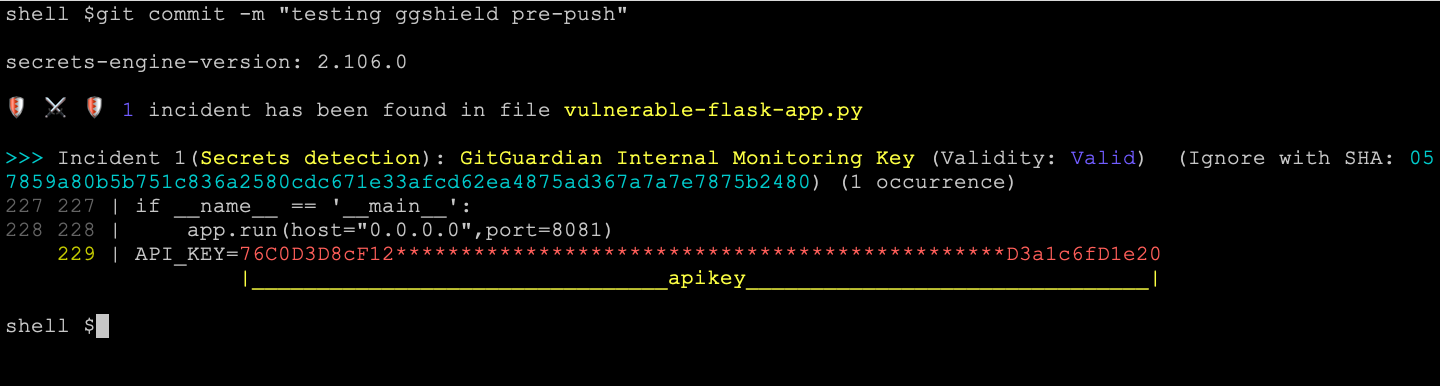 shell $git commit -m "testing ggshield pre-push"
secrets-engine-version: 2.106.0
🛡️ ⚔️ 🛡️ 1 incident has been found in file vulnerable-flask-app.py
>>> Incident 1(Secrets detection): GitGuardian Internal Monitoring Key (Validity: Valid) (Ignore with SHA: 05
7859a80b5b751c836a2580cdc671e33afcd62ea4875ad367a7a7e7875b2480) (1 occurrence)
227 227 | if __name__ == '__main__':
228 228 |     app.run(host="0.0.0.0",port=8081)
229 | API_KEY=76C0D3D8cF12***********************************************D3a1c6fD1e20
|________________________________apikey_______________________________|
shell $